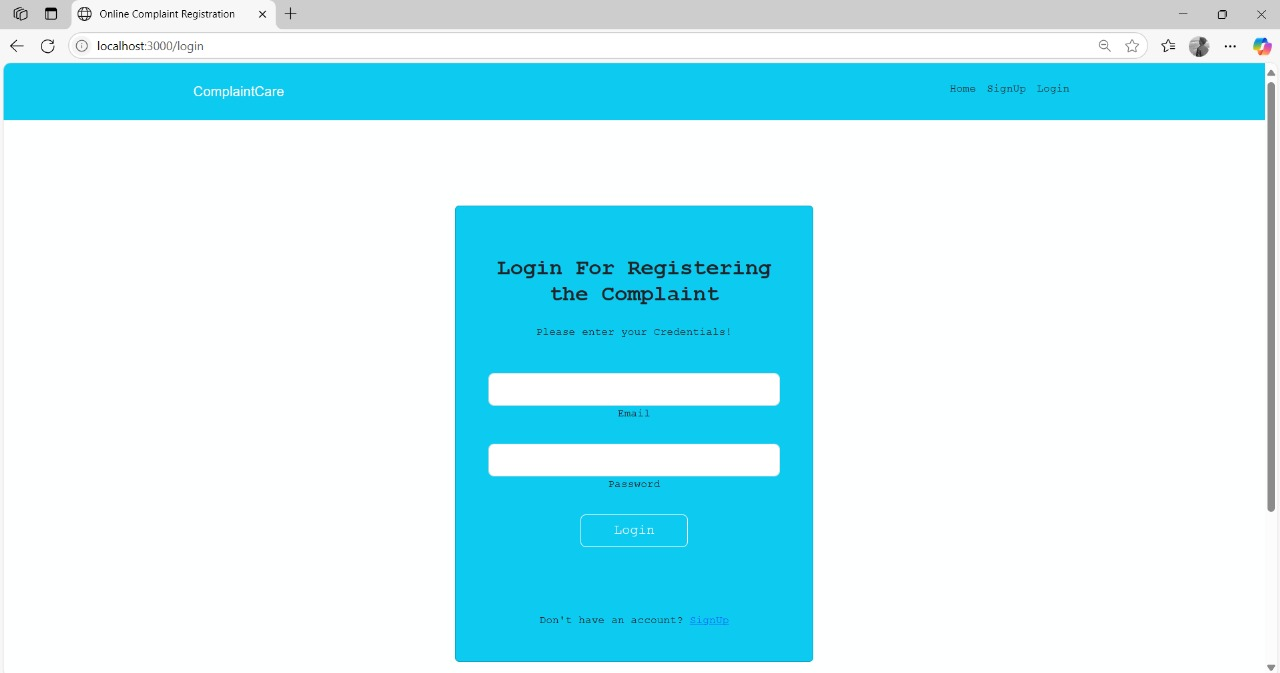 Online Complaint Registration
localhost:3000/login
ComplaintCare
Home SignUp Login
Login For Registering
the Complaint
Please enter your Credentials!
Email
Password
Login
Don't have an account? SignUp